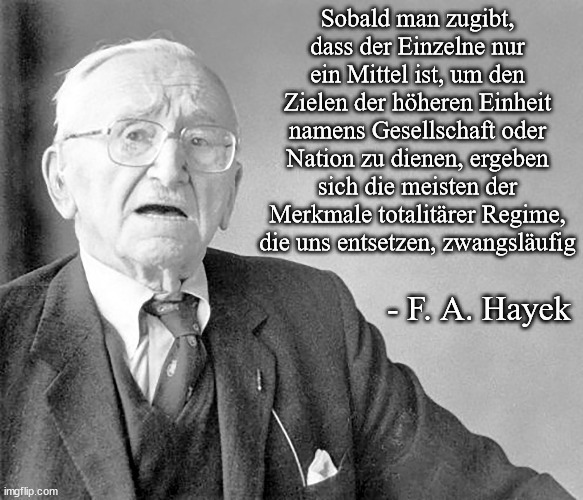 Sobald man zugibt,
dass der Einzelne nur
ein Mittel ist, um den
Zielen der höheren Einheit
namens Gesellschaft oder
Nation zu dienen, ergeben
sich die meisten der
Merkmale totalitärer Regime,
die uns entsetzen, zwangsläufig
- F. A. Hayek
imgflip.com